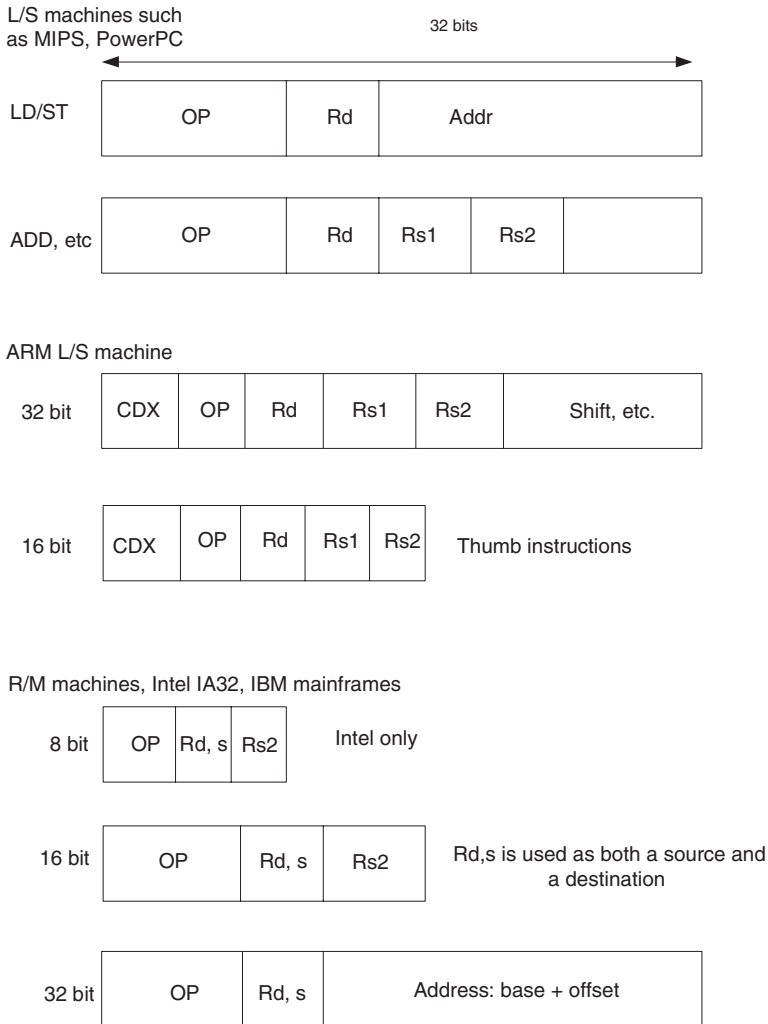 L/S machines such
as MIPS, PowerPC
32 bits
LD/ST OP Rd Addr
ADD, etc OP Rd Rs1 Rs2
ARM L/S machine
32 bit CDX OP Rd Rs1 Rs2 Shift, etc.
16 bit CDX OP Rd Rs1 Rs2 Thumb instructions
R/M machines, Intel IA32, IBM mainframes
8 bit OP Rd, s Rs2 Intel only
16 bit OP Rd, s Rs2 Rd,s is used as both a source and
a destination
32 bit OP Rd, s Address: base + offset